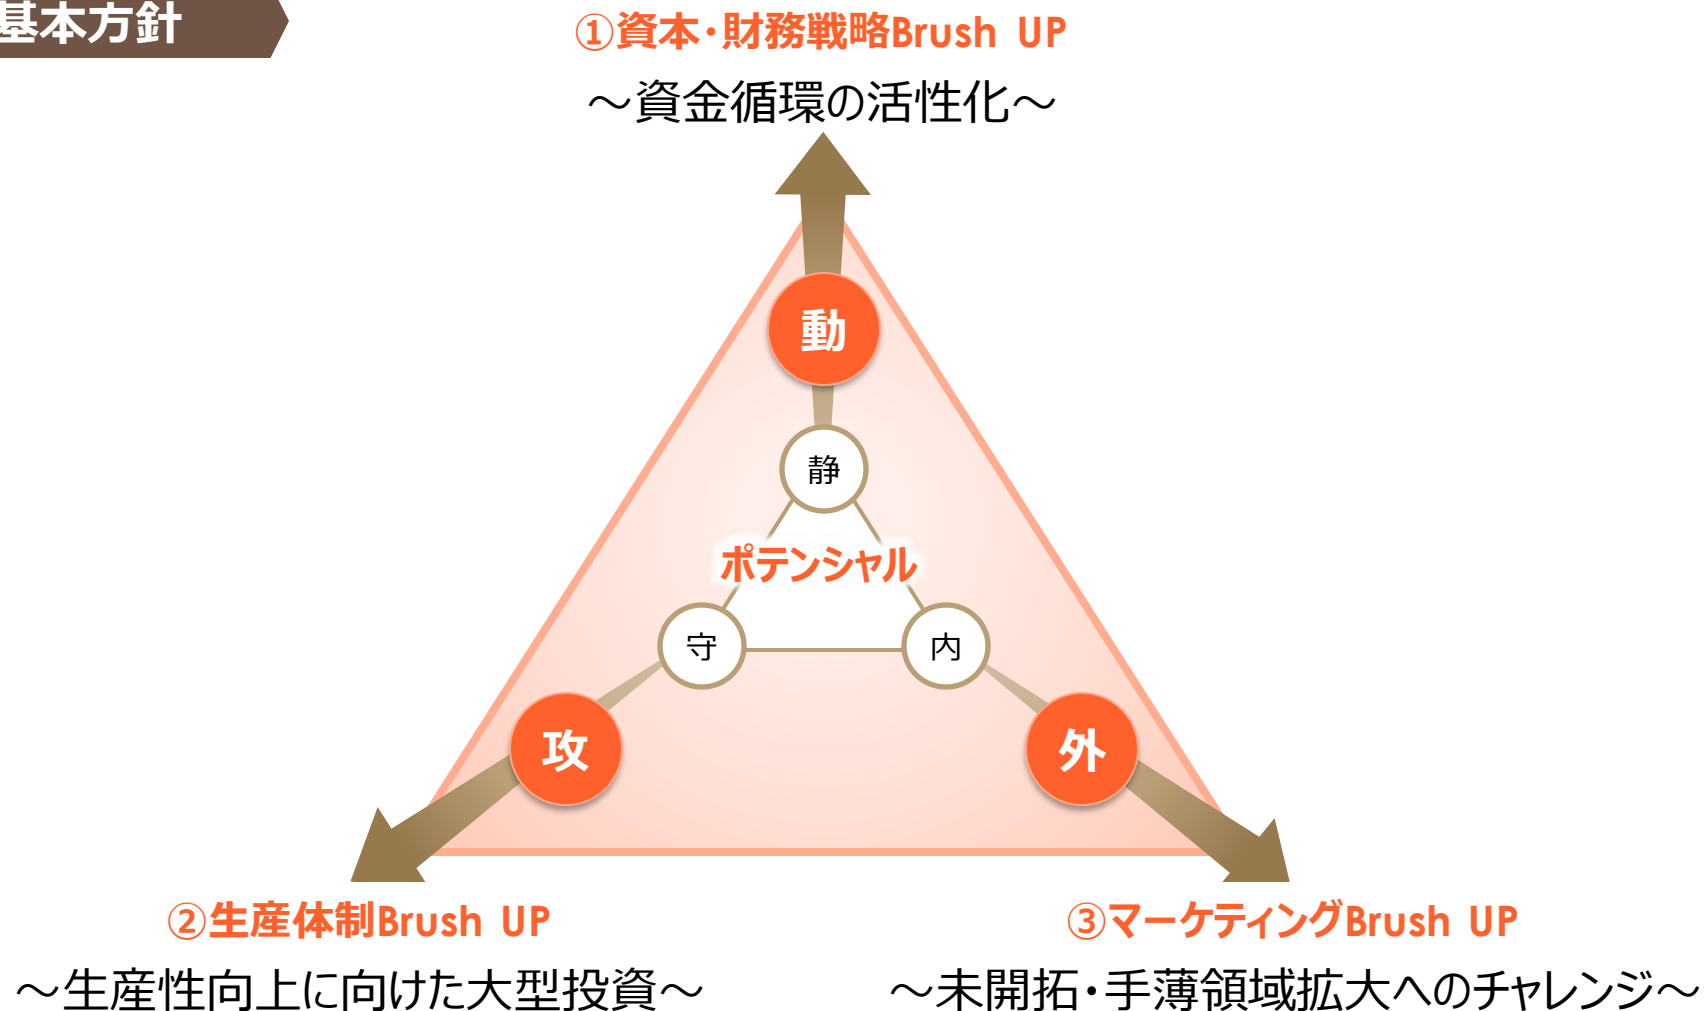 基本方針
①資本・財務戦略Brush UP
～資金循環の活性化～
動
静
ポテンシャル
守
内
攻
外
②生産体制Brush UP
③マーケティングBrush UP
～生産性向上に向けた大型投資～
～未開拓・手薄領域拡大へのチャレンジ～